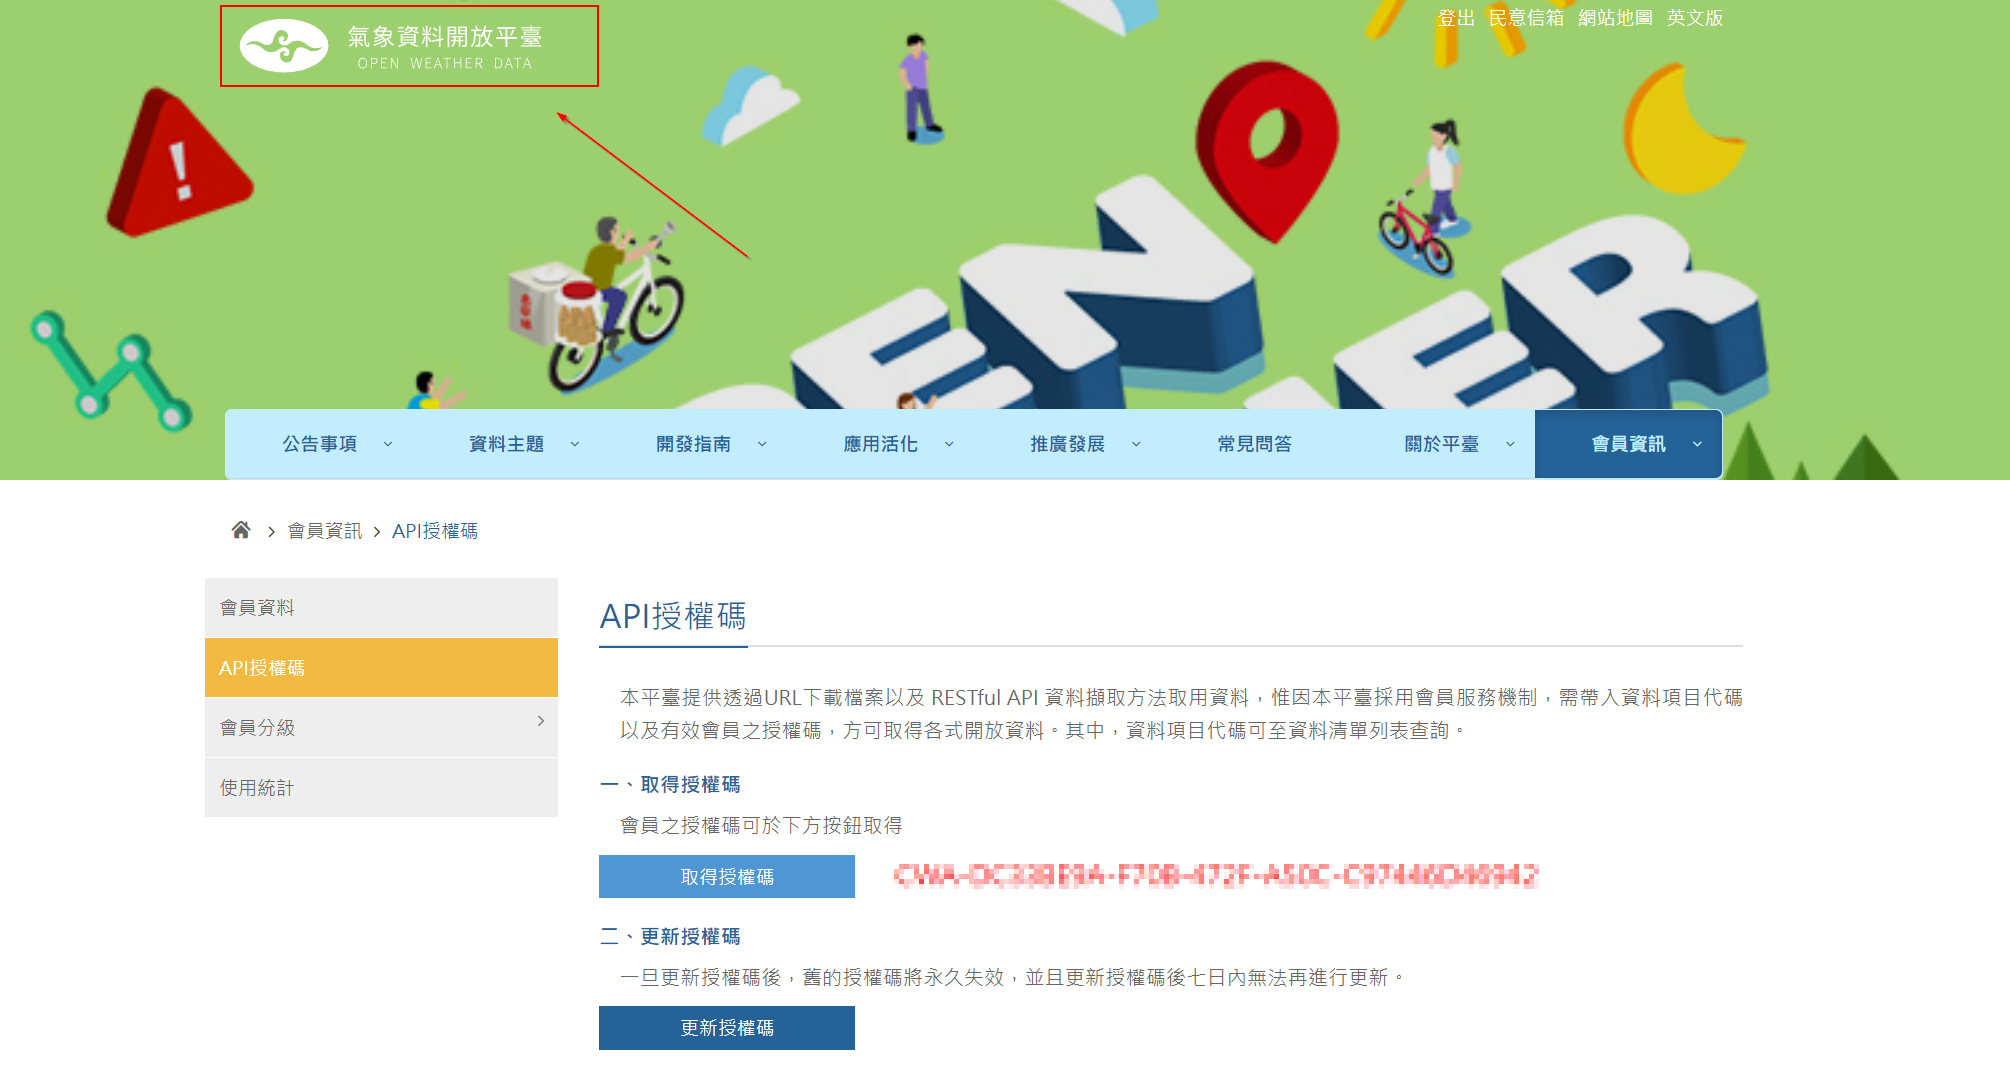 氣象資料開放平臺
OPEN WEATHER DATA
登出 民意信箱 網站地圖 英文版
公告事項 資料主題 開發指南 應用活化 推廣發展 常見問答 關於平臺 會員資訊
會員資訊 > API授權碼
會員資料
API授權碼
會員分級
使用統計
API授權碼
本平臺提供透過URL下載檔案以及 RESTful API 資料擷取方法取用資料，惟因本平臺採用會員服務機制，需帶入資料項目代碼
以及有效會員之授權碼，方可取得各式開放資料。其中，資料項目代碼可至資料清單列表查詢。
一、取得授權碼
會員之授權碼可於下方按鈕取得
取得授權碼
二、更新授權碼
一旦更新授權碼後，舊的授權碼將永久失效，並且更新授權碼後七日內無法再進行更新。
更新授權碼